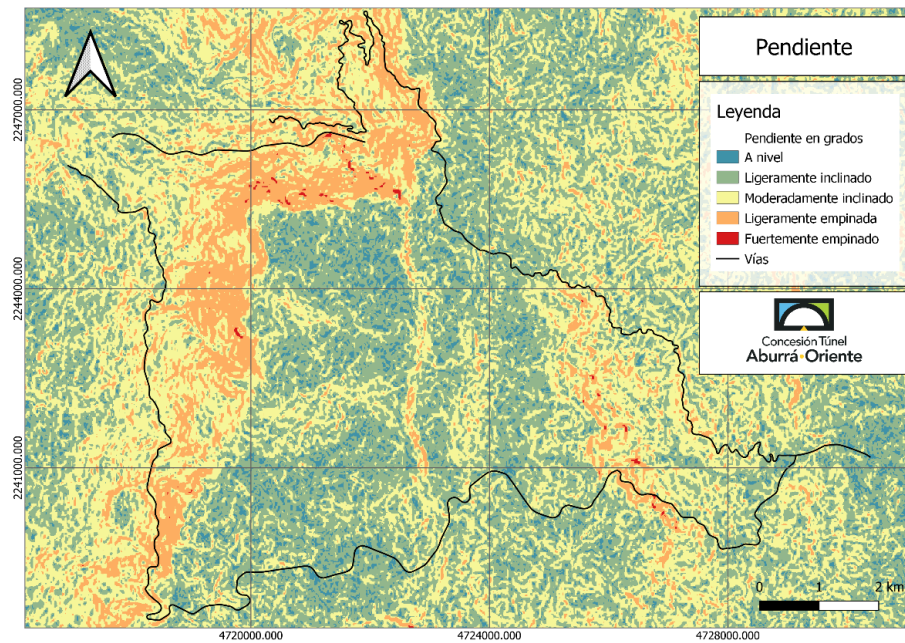 Pendiente
Leyenda
Pendiente en grados
A nivel
Ligeramente inclinado
Moderadamente inclinado
Ligeramente empinada
Fuertemente empinado
Vías
Concesión Túnel
Aburrá Oriente
2247000.000
2244000.000
2241000.000
0 1 2 km
4720000.000 4724000.000 4728000.000